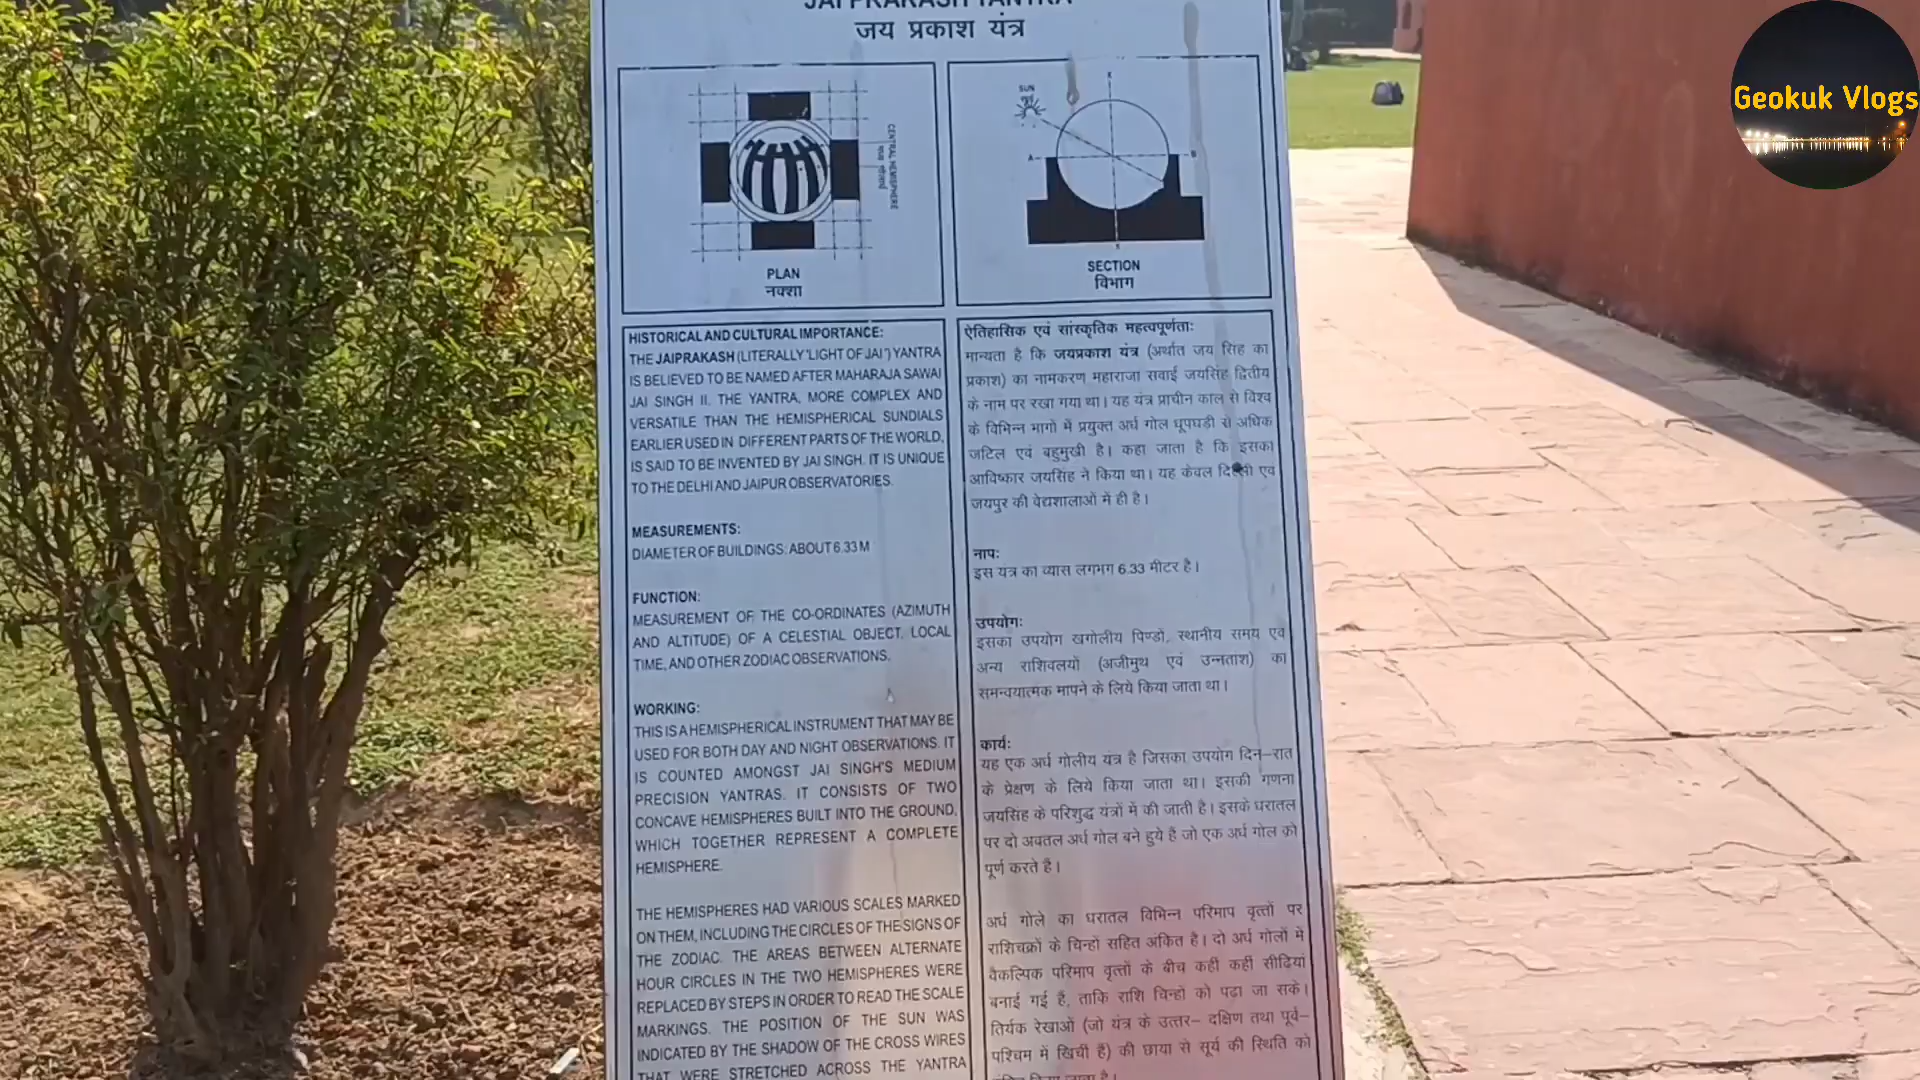 JAI PRAKASH YANTRA
जय प्रकाश यंत्र
Geokuk Vlogs
CENTRAL HEMISPHERE
PLAN
नक्शा
SUN
सूर्य
K
A
B
SECTION
विभाग
HISTORICAL AND CULTURAL IMPORTANCE:
THE JAIPRAKASH (LITERALLY 'LIGHT OF JAI') YANTRA
IS BELIEVED TO BE NAMED AFTER MAHARAJA SAWAI
JAI SINGH II. THE YANTRA, MORE COMPLEX AND
VERSATILE THAN THE HEMISPHERICAL SUNDIALS
EARLIER USED IN DIFFERENT PARTS OF THE WORLD,
IS SAID TO BE INVENTED BY JAI SINGH. IT IS UNIQUE
TO THE DELHI AND JAIPUR OBSERVATORIES.
MEASUREMENTS:
DIAMETER OF BUILDINGS: ABOUT 6.33 M
FUNCTION:
MEASUREMENT OF THE CO-ORDINATES (AZIMUTH
AND ALTITUDE) OF A CELESTIAL OBJECT, LOCAL
TIME, AND OTHER ZODIAC OBSERVATIONS.
WORKING:
THIS IS A HEMISPHERICAL INSTRUMENT THAT MAY BE
USED FOR BOTH DAY AND NIGHT OBSERVATIONS. IT
IS COUNTED AMONGST JAI SINGH'S MEDIUM
PRECISION YANTRAS. IT CONSISTS OF TWO
CONCAVE HEMISPHERES BUILT INTO THE GROUND,
WHICH TOGETHER REPRESENT A COMPLETE
HEMISPHERE.
THE HEMISPHERES HAD VARIOUS SCALES MARKED
ON THEM, INCLUDING THE CIRCLES OF THE SIGNS OF
THE ZODIAC. THE AREAS BETWEEN ALTERNATE
HOUR CIRCLES IN THE TWO HEMISPHERES WERE
REPLACED BY STEPS IN ORDER TO READ THE SCALE
MARKINGS. THE POSITION OF THE SUN WAS
INDICATED BY THE SHADOW OF THE CROSS WIRES
THAT WERE STRETCHED ACROSS THE YANTRA
ऐतिहासिक एवं सांस्कृतिक महत्वपूर्णताः
मान्यता है कि जयप्रकाश यंत्र (अर्थात जय सिंह का
प्रकाश) का नामकरण महाराजा सवाई जयसिंह द्वितीय
के नाम पर रखा गया था। यह यंत्र प्राचीन काल से विश्व
के विभिन्न भागों में प्रयुक्त अर्ध गोल धूपघड़ी से अधिक
जटिल एवं बहुमुखी है। कहा जाता है कि इसका
आविष्कार जयसिंह ने किया था। यह केवल दिल्ली एवं
जयपुर की वेद्यशालाओं में ही है।
नापः
इस यंत्र का व्यास लगभग 6.33 मीटर है।
उपयोगः
इसका उपयोग खगोलीय पिण्डों, स्थानीय समय एवं
अन्य राशिवलयों (अजीमुथ एवं उन्नताश) का
समन्वयात्मक मापने के लिये किया जाता था।
कार्यः
यह एक अर्ध गोलीय यंत्र है जिसका उपयोग दिन–रात
के प्रेक्षण के लिये किया जाता था। इसकी गणना
जयसिंह के परिशुद्ध यंत्रों में की जाती है। इसके धरातल
पर दो अवतल अर्ध गोल बने हुये है जो एक अर्ध गोल को
पूर्ण करते है।
अर्ध गोले का धरातल विभिन्न परिमाप वृत्तों पर
राशिचक्रों के चिन्हों सहित अंकित है। दो अर्ध गोलों में
वैकल्पिक परिमाप वृत्तों के बीच कहीं कहीं सीढियां
बनाई गई हैं, ताकि राशि चिन्हों को पढ़ा जा सके।
तिर्यक रेखाओं (जो यंत्र के उत्तर– दक्षिण तथा पूर्व–
पश्चिम में खिची हैं) की छाया से सूर्य की स्थिति को
किया जाता है।